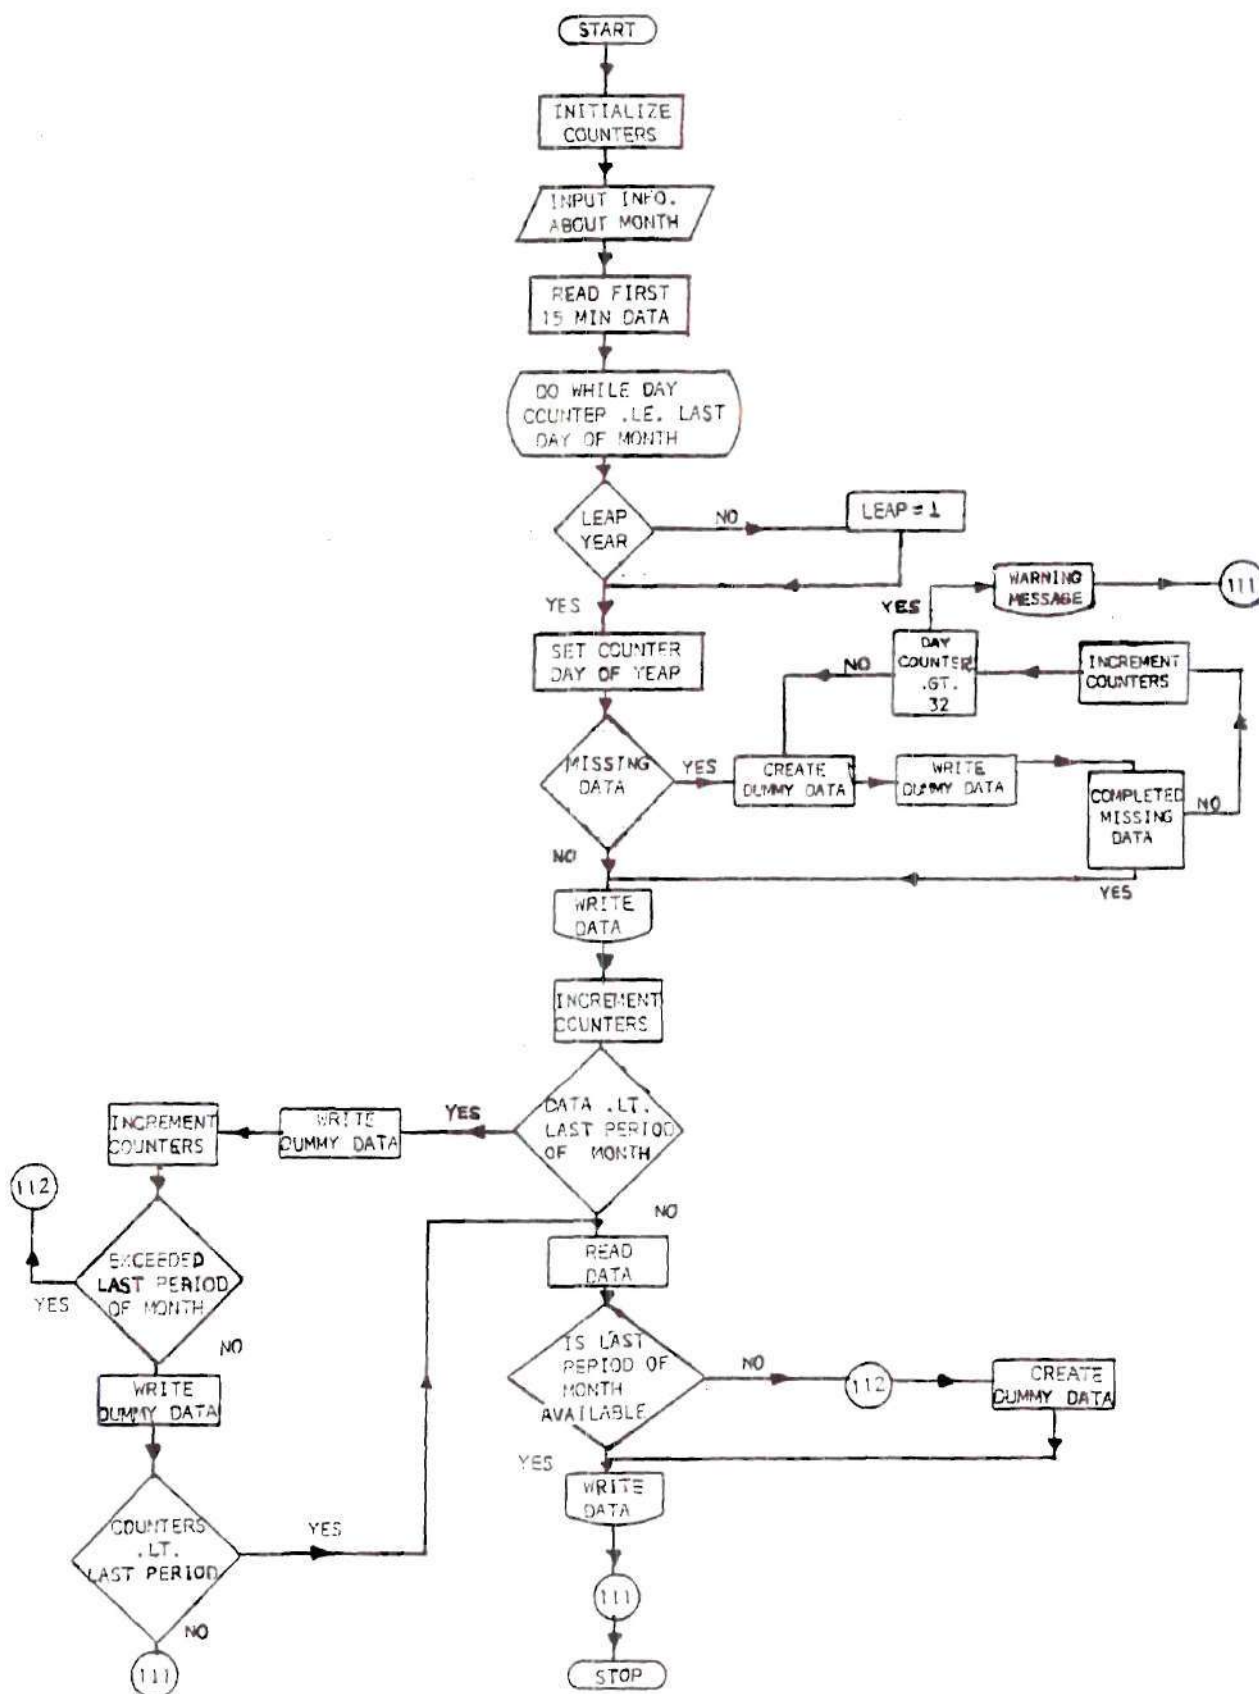 START
INITIALIZE
COUNTERS
INPUT INFO.
ABOUT MONTH
READ FIRST
15 MIN DATA
DO WHILE DAY
COUNTER .LE. LAST
DAY OF MONTH
LEAP
YEAR
NO
LEAP = 1
YES
WARNING
MESSAGE
111
YES
SET COUNTER
DAY OF YEAR
NO
DAY
COUNTER
.GT.
32
INCREMENT
COUNTERS
MISSING
DATA
YES
CREATE
DUMMY DATA
WRITE
DUMMY DATA
COMPLETED
MISSING
DATA
NO
NO
YES
WRITE
DATA
INCREMENT
COUNTERS
DATA .LT.
LAST PERIOD
OF MONTH
YES
WRITE
DUMMY DATA
INCREMENT
COUNTERS
112
NO
EXCEEDED
LAST PERIOD
OF MONTH
YES
NO
READ
DATA
IS LAST
PERIOD OF
MONTH
AVAILABLE
NO
112
CREATE
DUMMY DATA
WRITE
DUMMY DATA
YES
WRITE
DATA
COUNTERS
.LT.
LAST PERIOD
YES
NO
111
111
STOP